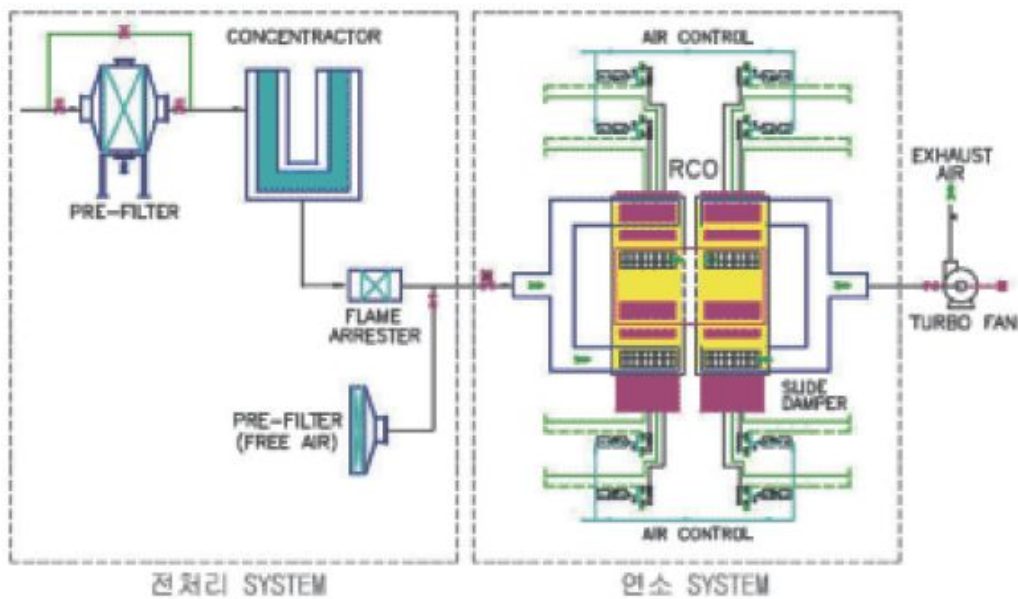 CONCENTRACTOR
PRE-FILTER
FLAME
ARRESTER
PRE-FILTER
(FREE AIR)
전처리 SYSTEM
AIR CONTROL
RCO
SLIDE
DAMPER
AIR CONTROL
연소 SYSTEM
EXHAUST
AIR
TURBO FAN